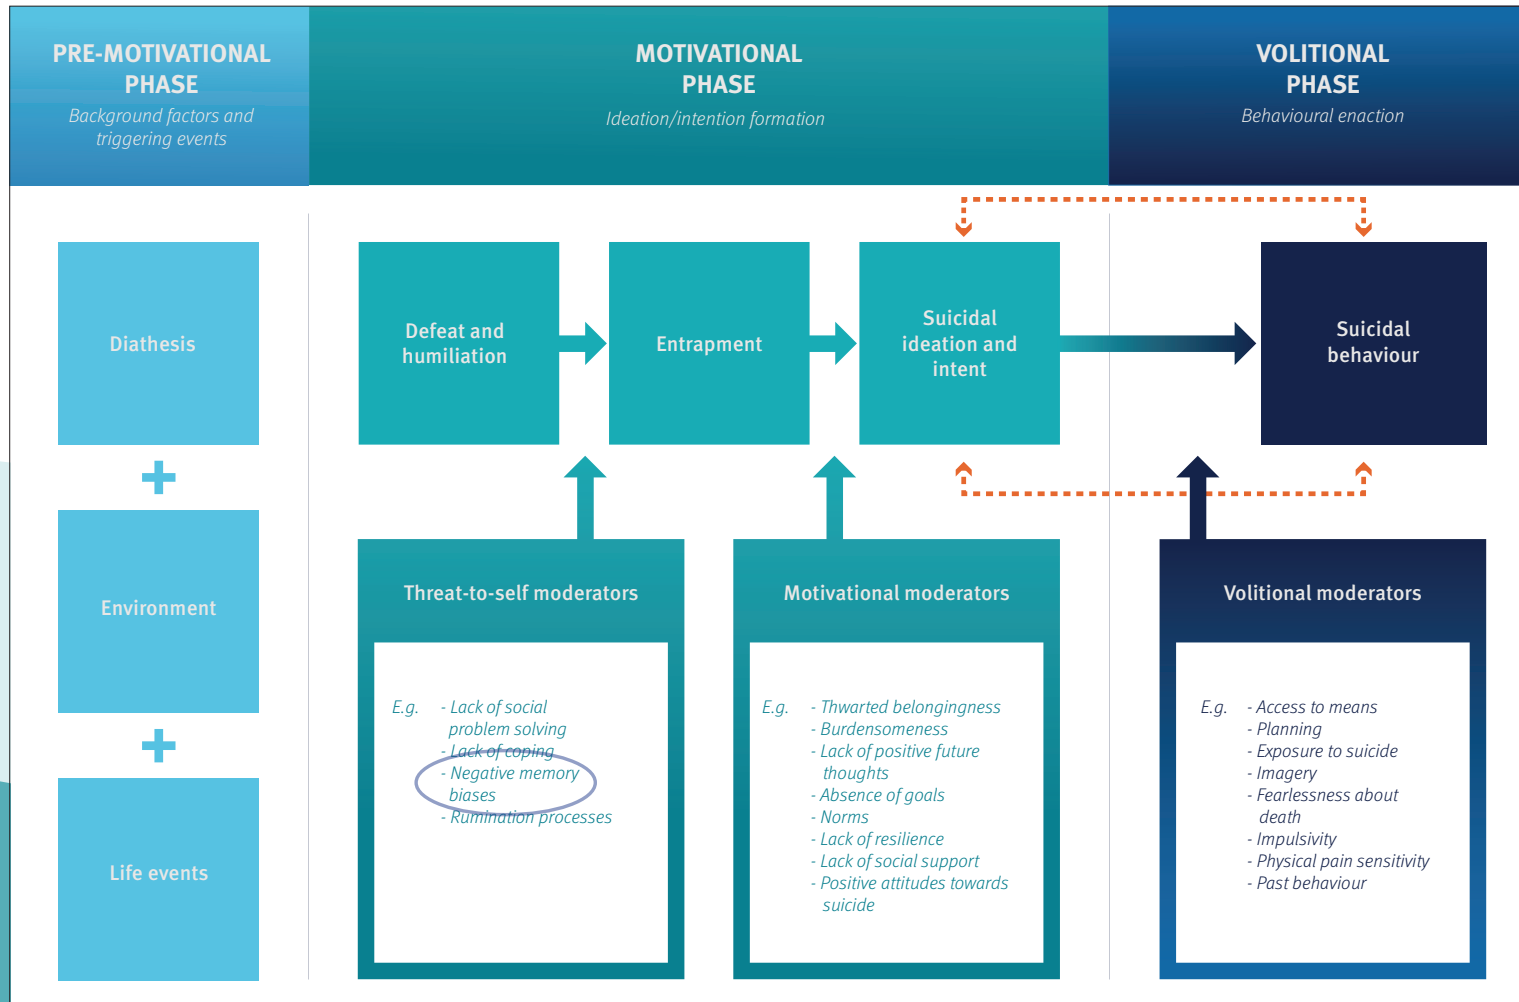 PRE-MOTIVATIONAL
PHASE
Background factors and
triggering events
MOTIVATIONAL
PHASE
Ideation/intention formation
VOLITIONAL
PHASE
Behavioural enaction
Diathesis
Environment
Life events
Defeat and
humiliation
Entrapment
Suicidal
ideation and
intent
Suicidal
behaviour
Threat-to-self moderators
E.g. - Lack of social
problem solving
- Lack of coping
- Negative memory
biases
- Rumination processes
Motivational moderators
E.g. - Thwarted belongingness
- Burdensomeness
- Lack of positive future
thoughts
- Absence of goals
- Norms
- Lack of resilience
- Lack of social support
- Positive attitudes towards
suicide
Volitional moderators
E.g. - Access to means
- Planning
- Exposure to suicide
- Imagery
- Fearlessness about
death
- Impulsivity
- Physical pain sensitivity
- Past behaviour